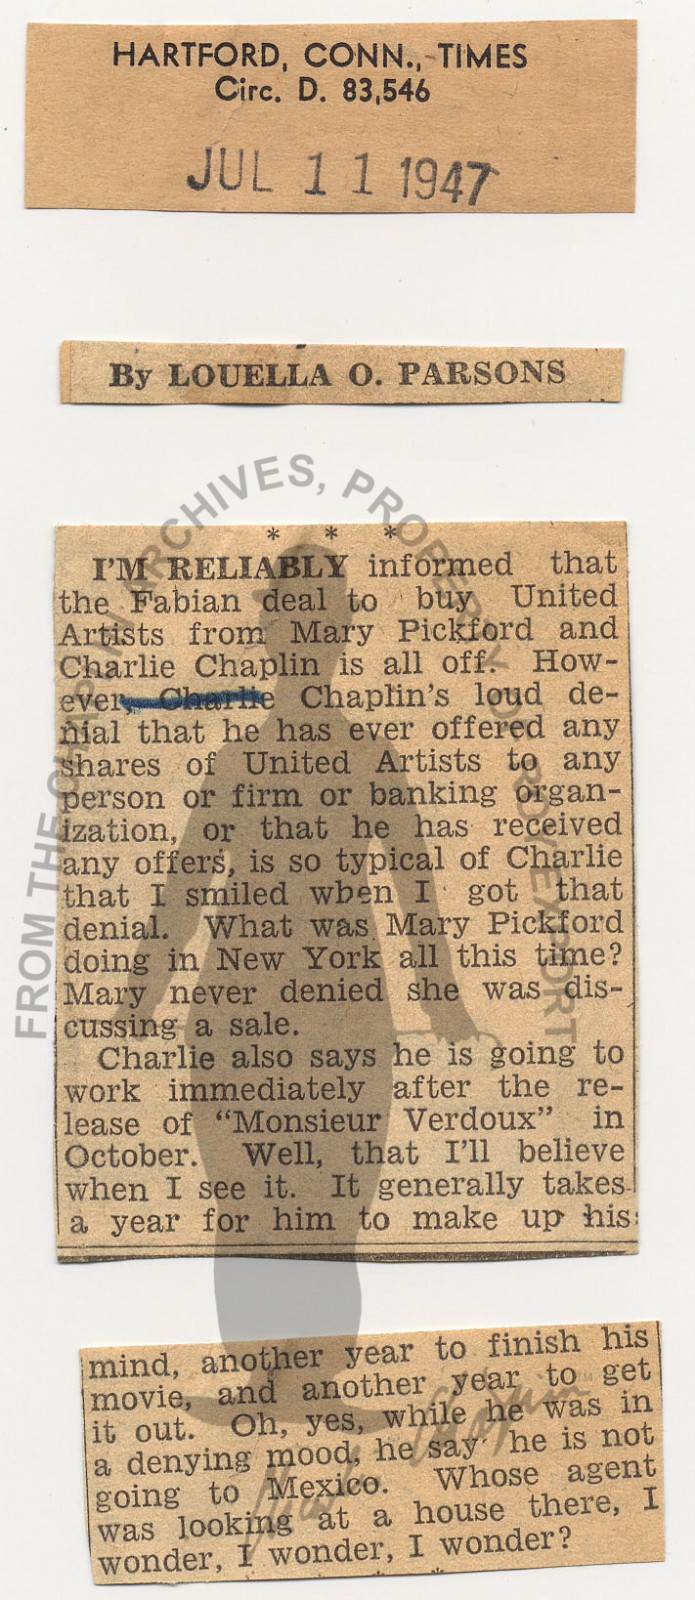 HARTFORD, CONN., TIMES
Circ. D. 83,546
JUL 11 1947
By LOUELLA O. PARSONS
* * *
I'M RELIABLY informed that
the Fabian deal to buy United
Artists from Mary Pickford and
Charlie Chaplin is all off. How-
ever, Charlie Chaplin's loud de-
nial that he has ever offered any
shares of United Artists to any
person or firm or banking organ-
ization, or that he has received
any offers, is so typical of Charlie
that I smiled when I got that
denial. What was Mary Pickford
doing in New York all this time?
Mary never denied she was dis-
cussing a sale.
Charlie also says he is going to
work immediately after the re-
lease of "Monsieur Verdoux" in
October. Well, that I'll believe
when I see it. It generally takes
a year for him to make up his
mind, another year to finish his
movie, and another year to get
it out. Oh, yes, while he was in
a denying mood, he say he is not
going to Mexico. Whose agent
was looking at a house there, I
wonder, I wonder, I wonder?
FROM THE CHAPLIN ARCHIVES, PROPERTY OF ROY EXPORT